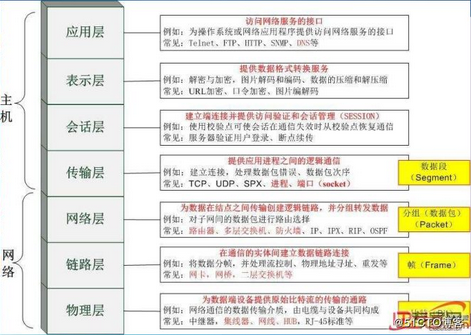 应用层
访问网络服务的接口
例如：为操作系统或网络应用程序提供访问网络服务的接口
常见：Telnet、FTP、HTTP、SNMP、DNS等
表示层
提供数据格式转换服务
例如：解密与加密，图片解码和编码、数据的压缩和解压缩
常见：URL加密、口令加密、图片编解码
主机
会话层
建立端连接并提供访问验证和会话管理（SESSION）
例如：使用校验点可使会话在通信失效时从校验点恢复通信
常见：服务器验证用户登录、断点续传
传输层
提供应用进程之间的逻辑通信
例如：建立连接，处理数据包错误、数据包次序
常见：TCP、UDP、SPX、进程、端口（socket）
数据段
（Segment）
网络层
为数据在结点之间传输创建逻辑链路，并分组转发数据
例如：对子网间的数据包进行路由选择
常见：路由器、多层交换机、防火墙、IP、IPX、RIP、OSPF
分组（数据包）
（Packet）
网络
链路层
在通信的实体间建立数据链路连接
例如：将数据分帧，并处理流控制、物理地址寻址、重发等
常见：网卡，网桥，二层交换机等
帧（Frame）
物理层
为数据端设备提供原始比特流的传输的通路
例如：网络通信的数据传输介质，由电缆与设备共同构成
常见：中继器，集线器、网线、HUB，RJ-45标准等
@51CTO博客